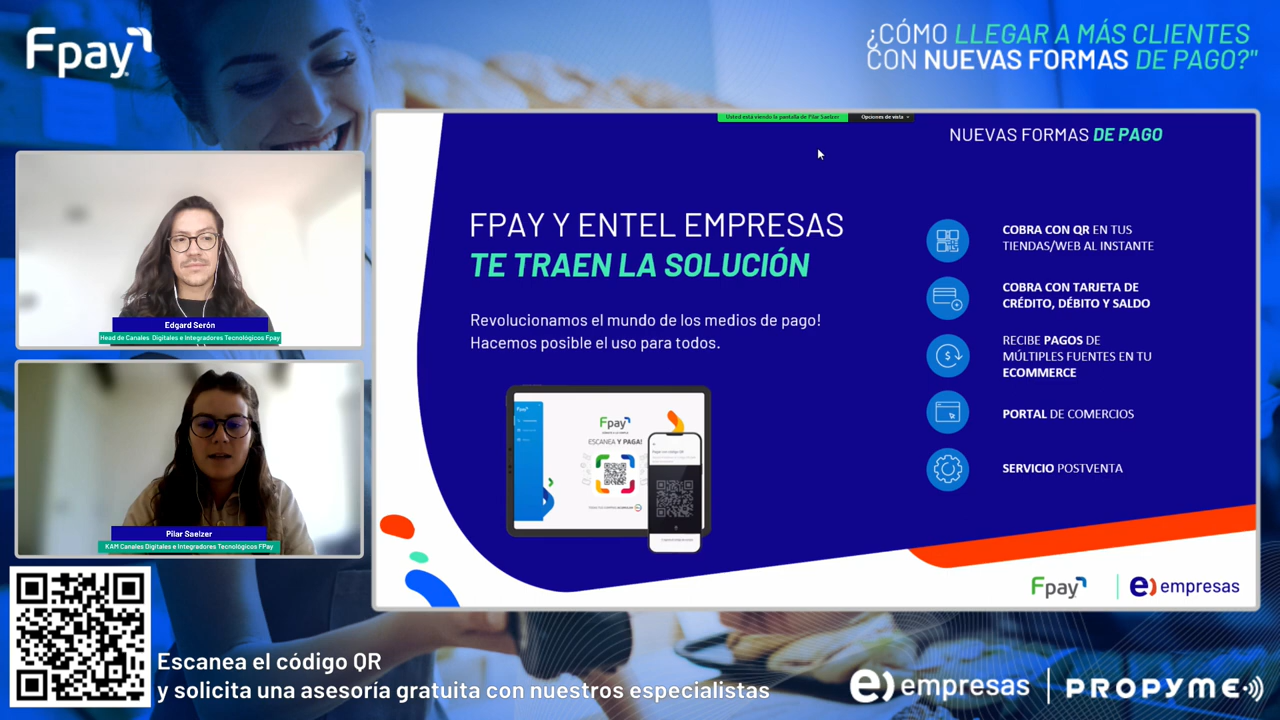 Fpay
¿CÓMO LLEGAR A MÁS CLIENTES
CON NUEVAS FORMAS DE PAGO?"
Usted está viendo la pantalla de Pilar Saelzer
Opciones de vista
NUEVAS FORMAS DE PAGO
FPAY Y ENTEL EMPRESAS
TE TRAEN LA SOLUCIÓN
Revolucionamos el mundo de los medios de pago!
Hacemos posible el uso para todos.
Fpay
ESCANEA Y PAGA!
COBRA CON QR EN TUS
TIENDAS/WEB AL INSTANTE
COBRA CON TARJETA DE
CRÉDITO, DÉBITO Y SALDO
RECIBE PAGOS DE
MÚLTIPLES FUENTES EN TU
ECOMMERCE
PORTAL DE COMERCIOS
SERVICIO POSTVENTA
Fpay
e) empresas
Edgard Serón
Head de Canales Digitales e Integradores Tecnológicos Fpay
Pilar Saelzer
KAM Canales Digitales e Integradores Tecnológicos FPay
Escanea el código QR
y solicita una asesoría gratuita con nuestros especialistas
e) empresas
PROPYME